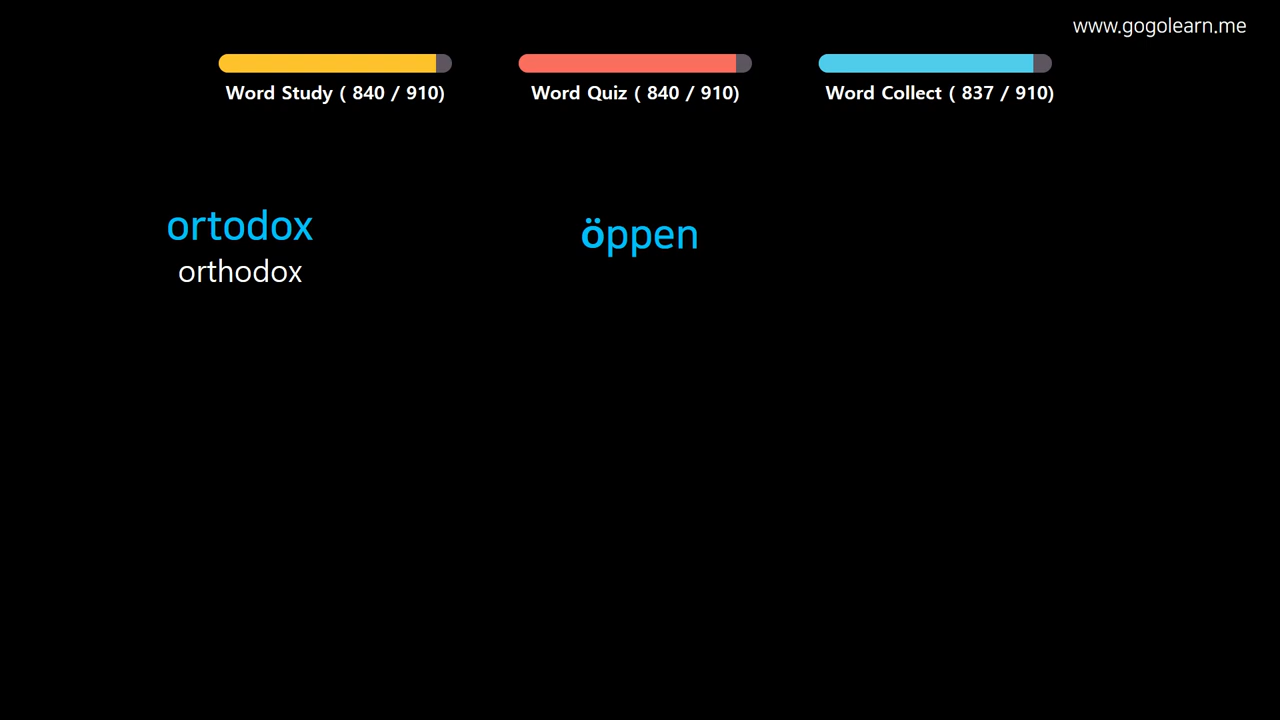 www.gogolearn.me
Word Study ( 840 / 910)
Word Quiz ( 840 / 910)
Word Collect ( 837 / 910)
ortodox
orthodox
öppen